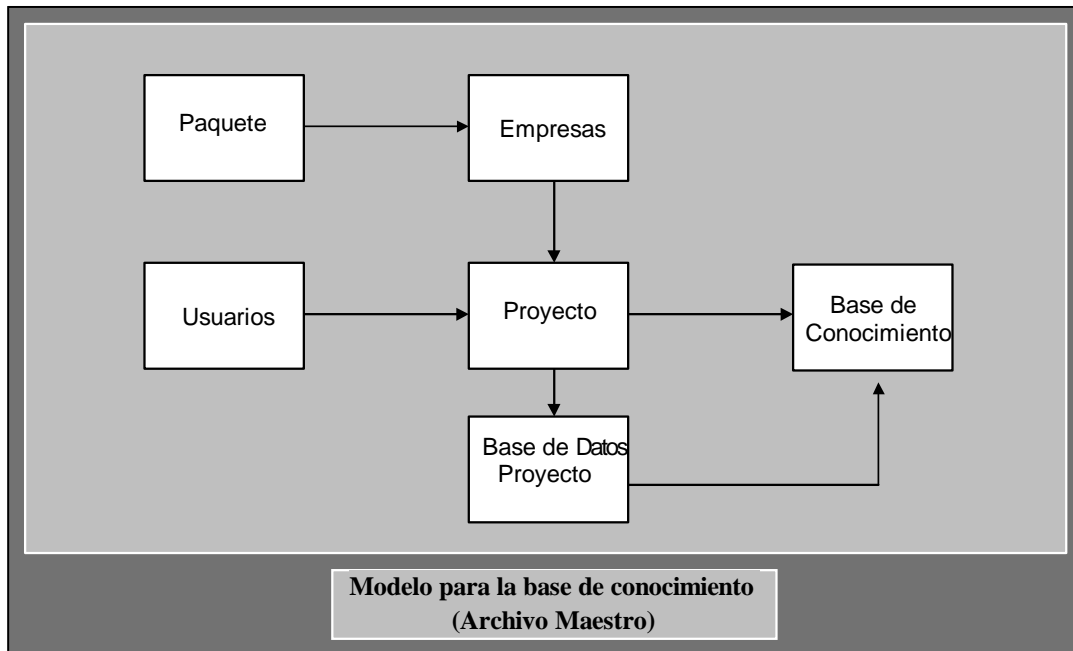 Paquete
Empresas
Usuarios
Proyecto
Base de
Conocimiento
Base de Datos
Proyecto
Modelo para la base de conocimiento
(Archivo Maestro)